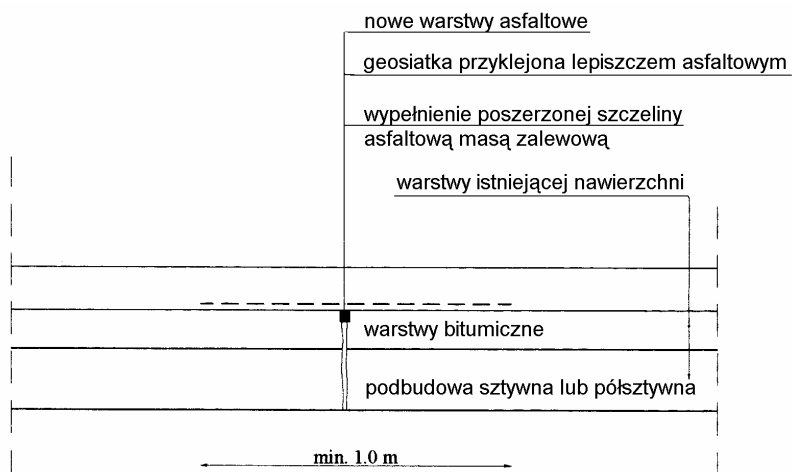 nowe warstwy asfaltowe
geosiatka przyklejona lepiszczem asfaltowym
wypełnienie poszerzonej szczeliny
asfaltową masą zalewową
warstwy istniejącej nawierzchni
warstwy bitumiczne
podbudowa sztywna lub półsztywna
min. 1.0 m